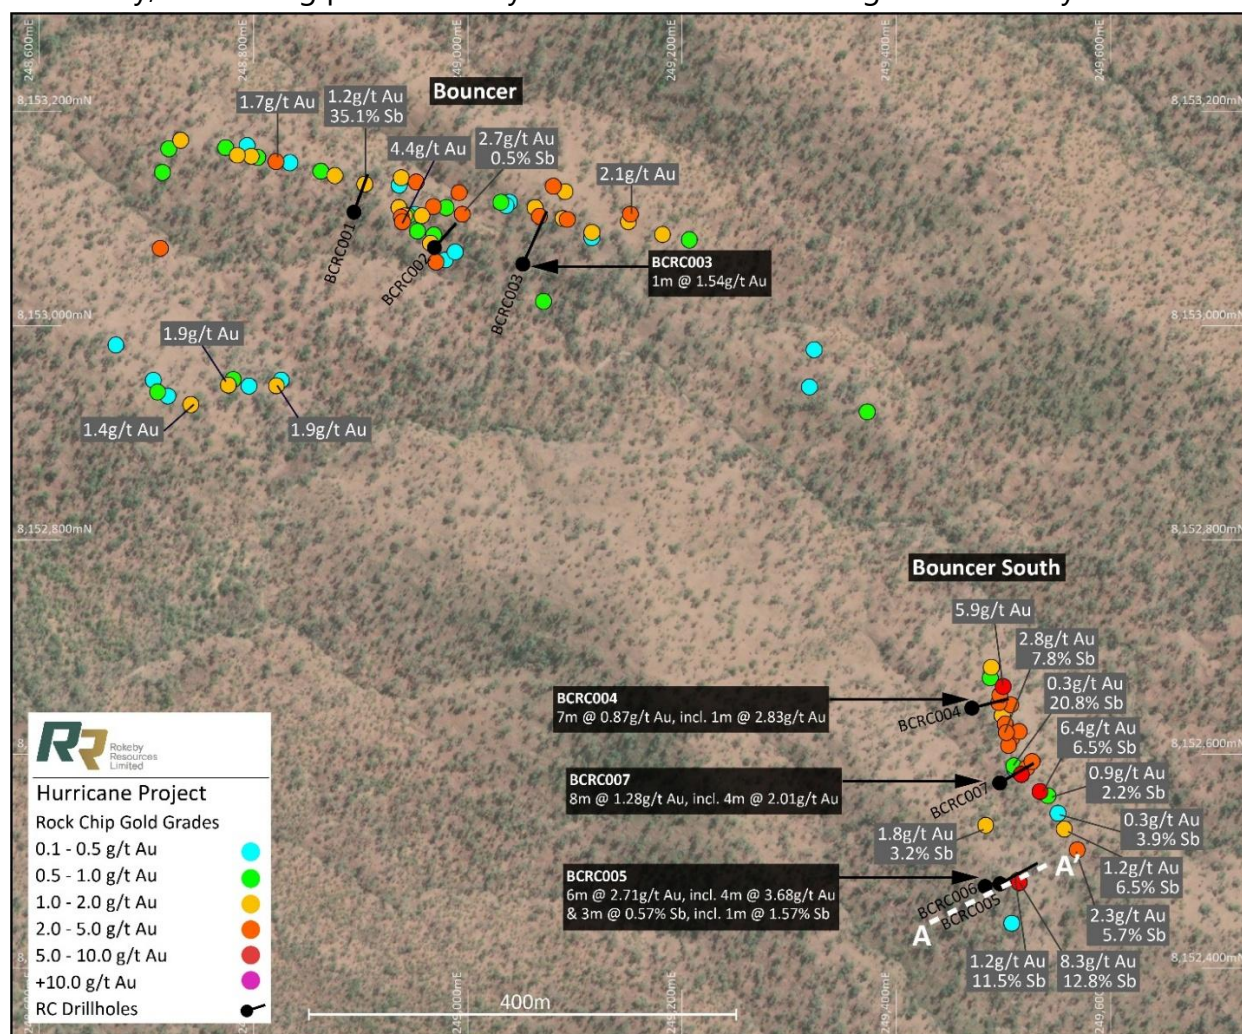 248,600mE
248,800mE
249,000mE
249,200mE
249,400mE
249,600mE
8,153,200mN
8,153,200mN
Bouncer
1.7g/t Au
1.2g/t Au
35.1% Sb
4.4g/t Au
2.7g/t Au
0.5% Sb
2.1g/t Au
BCRC001
BCRC002
BCRC003
BCRC003
1m @ 1.54g/t Au
8,153,000mN
8,153,000mN
1.9g/t Au
1.4g/t Au
1.9g/t Au
8,152,800mN
8,152,800mN
Bouncer South
5.9g/t Au
2.8g/t Au
7.8% Sb
0.3g/t Au
20.8% Sb
6.4g/t Au
6.5% Sb
0.9g/t Au
2.2% Sb
0.3g/t Au
3.9% Sb
1.2g/t Au
6.5% Sb
2.3g/t Au
5.7% Sb
BCRC004
7m @ 0.87g/t Au, incl. 1m @ 2.83g/t Au
BCRC004
8,152,600mN
BCRC007
8m @ 1.28g/t Au, incl. 4m @ 2.01g/t Au
BCRC007
1.8g/t Au
3.2% Sb
BCRC005
6m @ 2.71g/t Au, incl. 4m @ 3.68g/t Au
& 3m @ 0.57% Sb, incl. 1m @ 1.57% Sb
BCRC006
BCRC005
A
A'
1.2g/t Au
11.5% Sb
8.3g/t Au
12.8% Sb
8,152,400mN
249,000mE
249,200mE
249,400mE
249,600mE
400m
RR
Rokeby
Resources
Limited
Hurricane Project
Rock Chip Gold Grades
0.1 - 0.5 g/t Au
0.5 - 1.0 g/t Au
1.0 - 2.0 g/t Au
2.0 - 5.0 g/t Au
5.0 - 10.0 g/t Au
+10.0 g/t Au
RC Drillholes